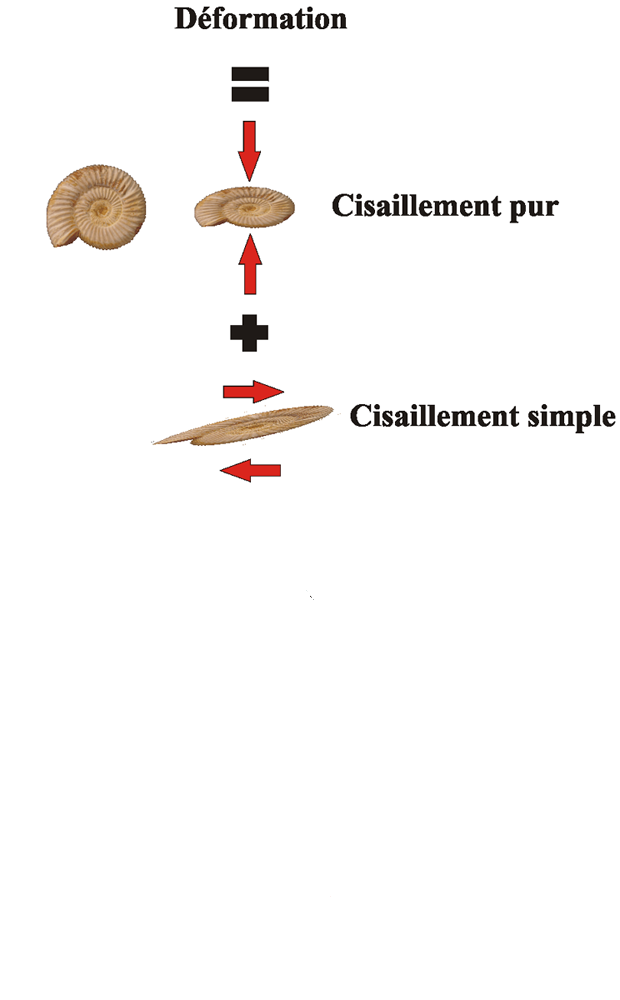 Déformation
=
Cisaillement pur
+
Cisaillement simple